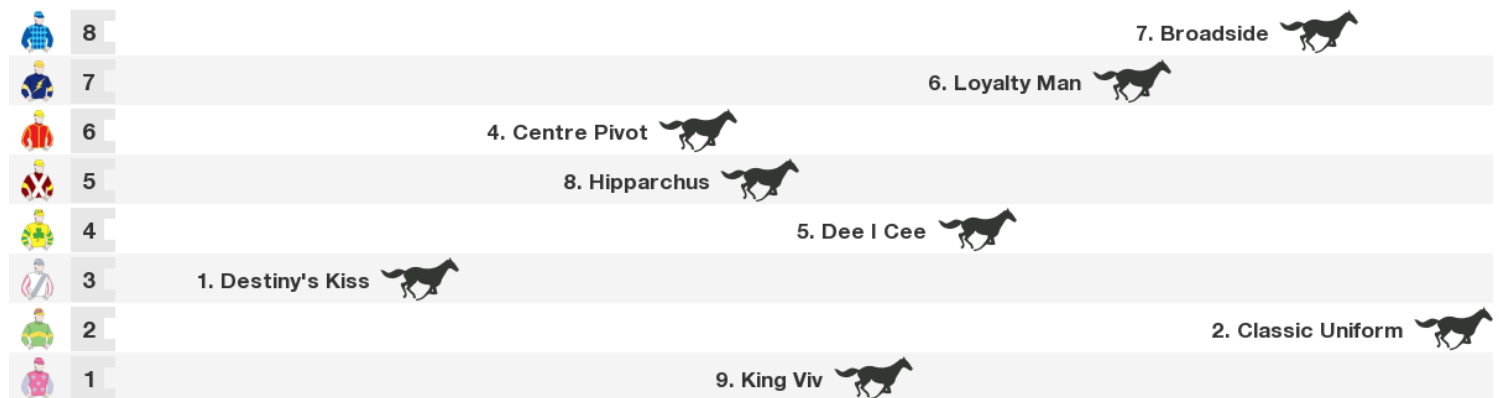 8 7. Broadside
7 6. Loyalty Man
6 4. Centre Pivot
5 8. Hipparchus
4 5. Dee I Cee
3 1. Destiny's Kiss
2 2. Classic Uniform
1 9. King Viv